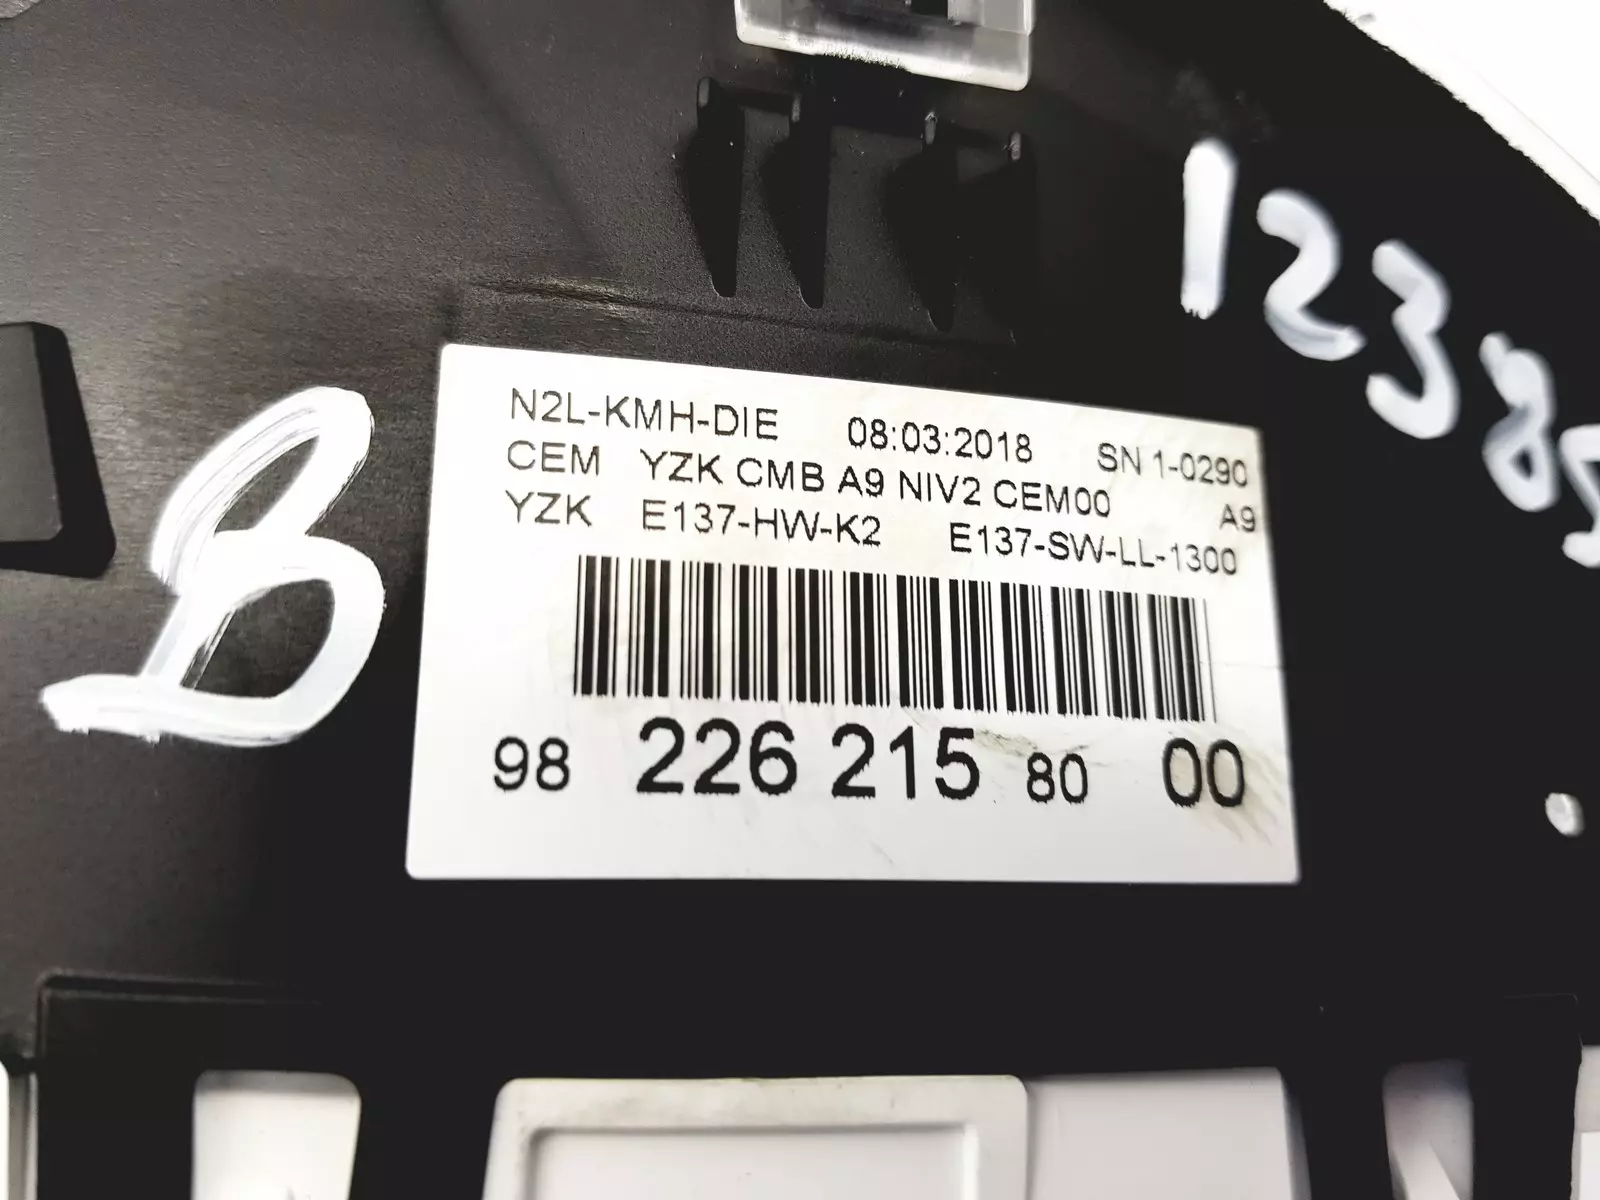 12385
N2L-KMH-DIE 08:03:2018 SN 1-0290
CEM YZK CMB A9 NIV2 CEM00 A9
YZK E137-HW-K2 E137-SW-LL-1300
B
98 226 215 80 00